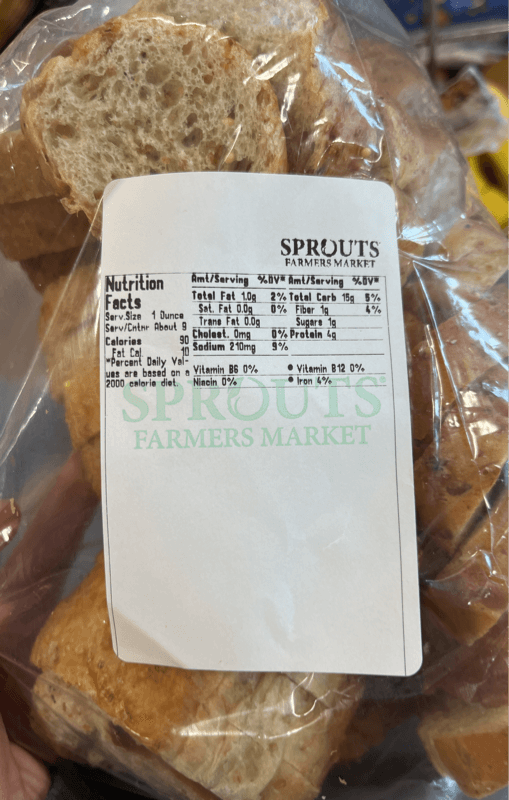 SPROUTS
FARMERS MARKET
Nutrition
Facts
Serv.Size 1 Ounce
Serv/Cntnr About 9
Calories 90
Fat Cal 10
*Percent Daily Val-
ues are based on a
2000 calorie diet.
Amt/Serving %DV* Amt/Serving %DV*
Total Fat 1.0g 2% Total Carb 15g 5%
Sat. Fat 0.0g 0% Fiber 1g 4%
Trans Fat 0.0g Sugars 1g
Cholest. 0mg 0% Protein 4g
Sodium 210mg 9%
Vitamin B6 0% • Vitamin B12 0%
Niacin 0% • Iron 4%
SPROUTS
FARMERS MARKET